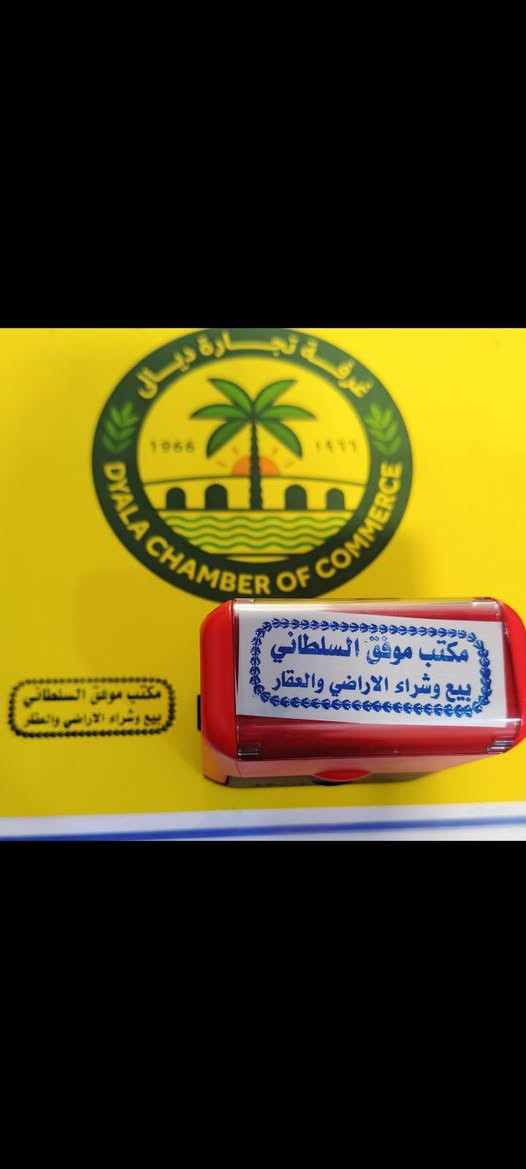 غرفة تجارة ديالى
1966 ١٩٦٦
DYALA CHAMBER OF COMMERCE
مكتب موفق السلطاني
بيع وشراء الاراضي والعقار
مكتب موفق السلطاني
بيع وشراء الاراضي والعقار